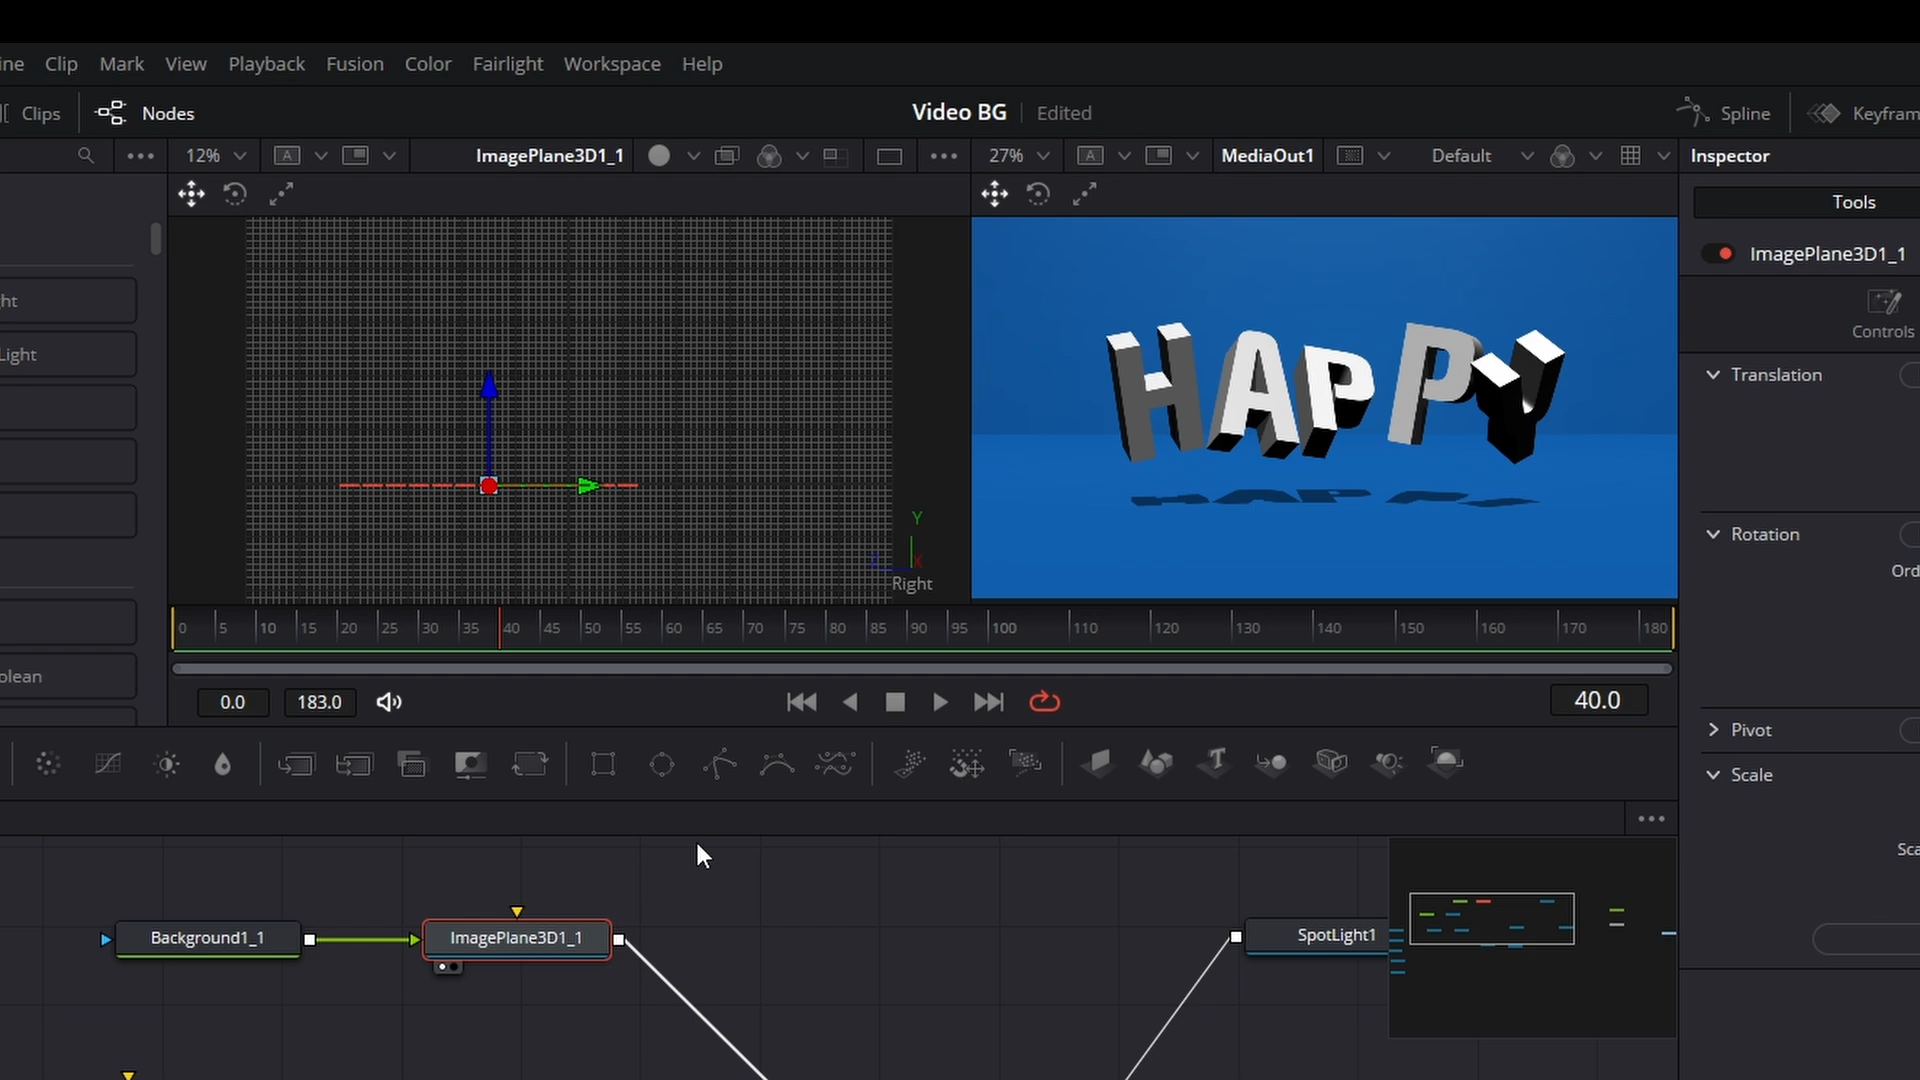 ine Clip Mark View Playback Fusion Color Fairlight Workspace Help
Clips Nodes Video BG Edited Spline Keyfram
12% A ImagePlane3D1_1 27% A MediaOut1 Default Inspector
Tools
ImagePlane3D1_1
ht
Light
Controls
HAPPY
Translation
Y
Z X
Right
Rotation
Ord
0 5 10 15 20 25 30 35 40 45 50 55 60 65 70 75 80 85 90 95 100 110 120 130 140 150 160 170 180
olean
0.0 183.0 40.0
Pivot
T
Scale
Sca
Background1_1 ImagePlane3D1_1 SpotLight1